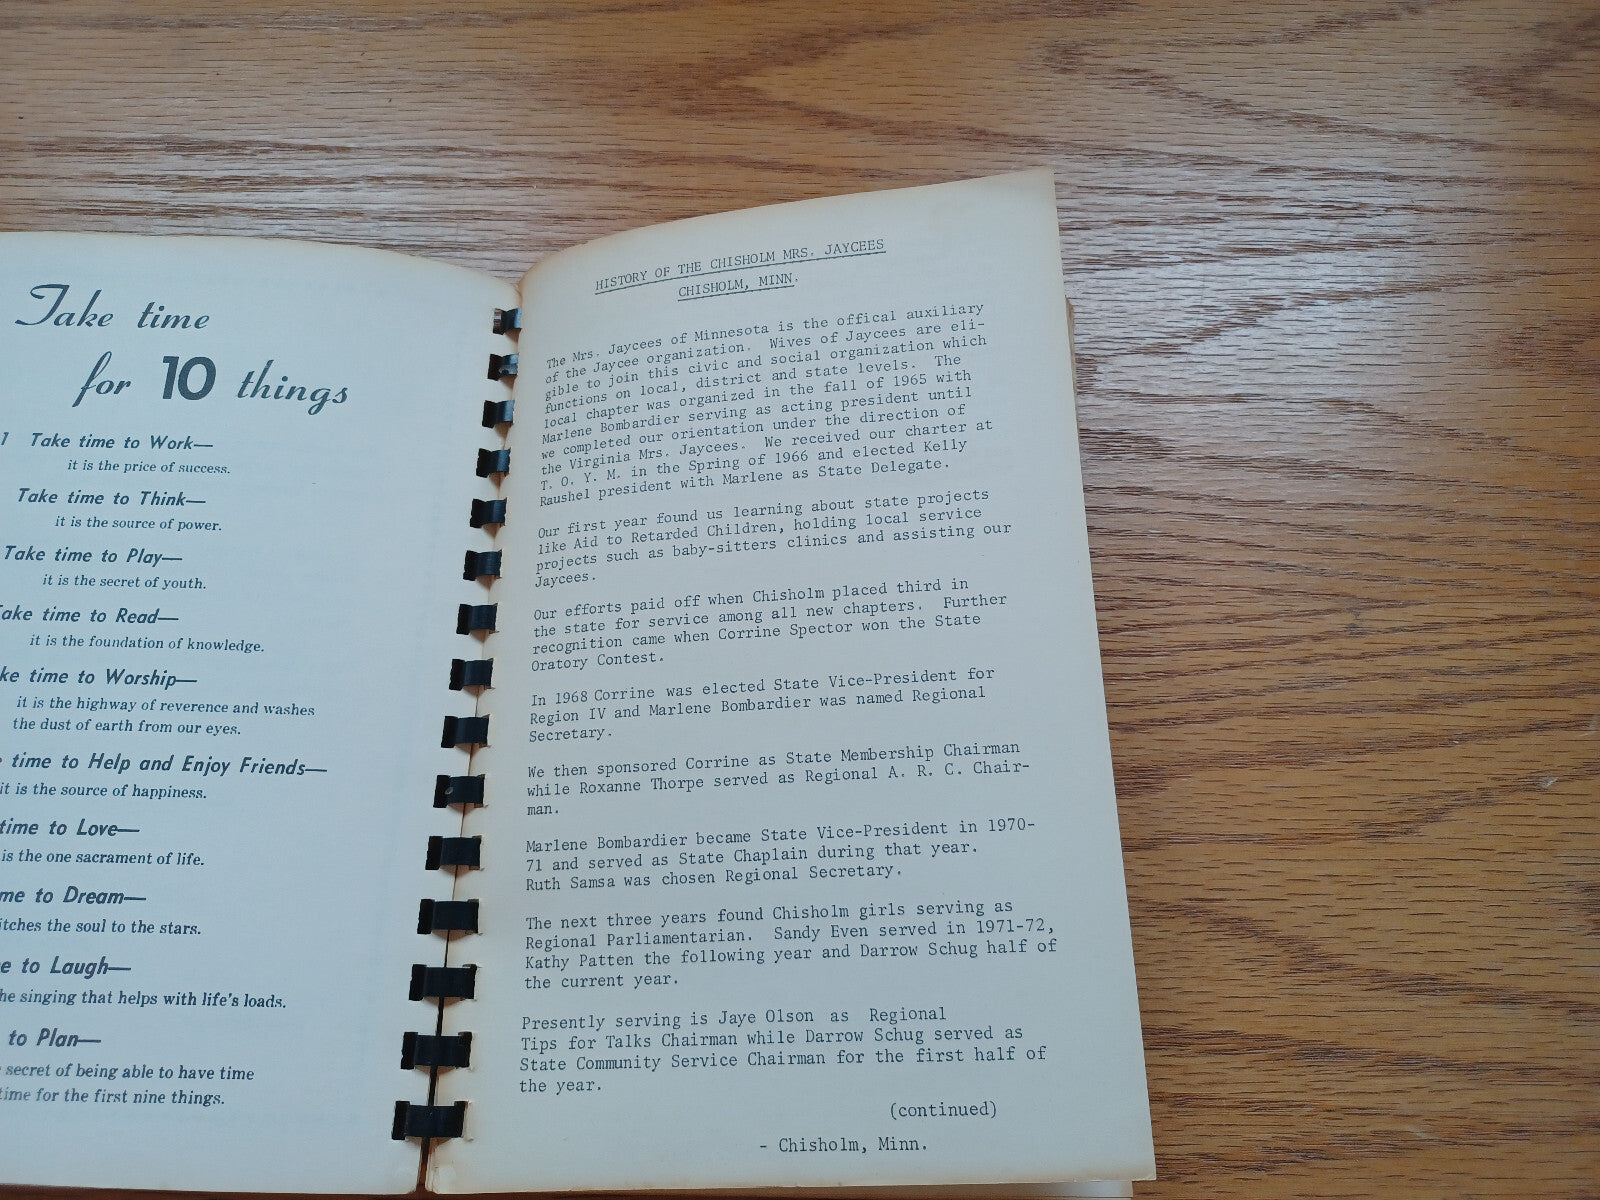 Take time
for 10 things
1 Take time to Work—
it is the price of success.
Take time to Think—
it is the source of power.
Take time to Play—
it is the secret of youth.
ake time to Read—
it is the foundation of knowledge.
ke time to Worship—
it is the highway of reverence and washes
the dust of earth from our eyes.
time to Help and Enjoy Friends—
it is the source of happiness.
time to Love—
is the one sacrament of life.
me to Dream—
itches the soul to the stars.
e to Laugh—
he singing that helps with life's loads.
to Plan—
secret of being able to have time
time for the first nine things.
HISTORY OF THE CHISHOLM MRS. JAYCEES
CHISHOLM, MINN.
The Mrs. Jaycees of Minnesota is the offical auxiliary
of the Jaycee organization. Wives of Jaycees are eli-
gible to join this civic and social organization which
functions on local, district and state levels. The
local chapter was organized in the fall of 1965 with
Marlene Bombardier serving as acting president until
we completed our orientation under the direction of
the Virginia Mrs. Jaycees. We received our charter at
T. O. Y. M. in the Spring of 1966 and elected Kelly
Raushel president with Marlene as State Delegate.
Our first year found us learning about state projects
like Aid to Retarded Children, holding local service
projects such as baby-sitters clinics and assisting our
Jaycees.
Our efforts paid off when Chisholm placed third in
the state for service among all new chapters. Further
recognition came when Corrine Spector won the State
Oratory Contest.
In 1968 Corrine was elected State Vice-President for
Region IV and Marlene Bombardier was named Regional
Secretary.
We then sponsored Corrine as State Membership Chairman
while Roxanne Thorpe served as Regional A. R. C. Chair-
man.
Marlene Bombardier became State Vice-President in 1970-
71 and served as State Chaplain during that year.
Ruth Samsa was chosen Regional Secretary.
The next three years found Chisholm girls serving as
Regional Parliamentarian. Sandy Even served in 1971-72,
Kathy Patten the following year and Darrow Schug half of
the current year.
Presently serving is Jaye Olson as Regional
Tips for Talks Chairman while Darrow Schug served as
State Community Service Chairman for the first half of
the year.
(continued)
- Chisholm, Minn.